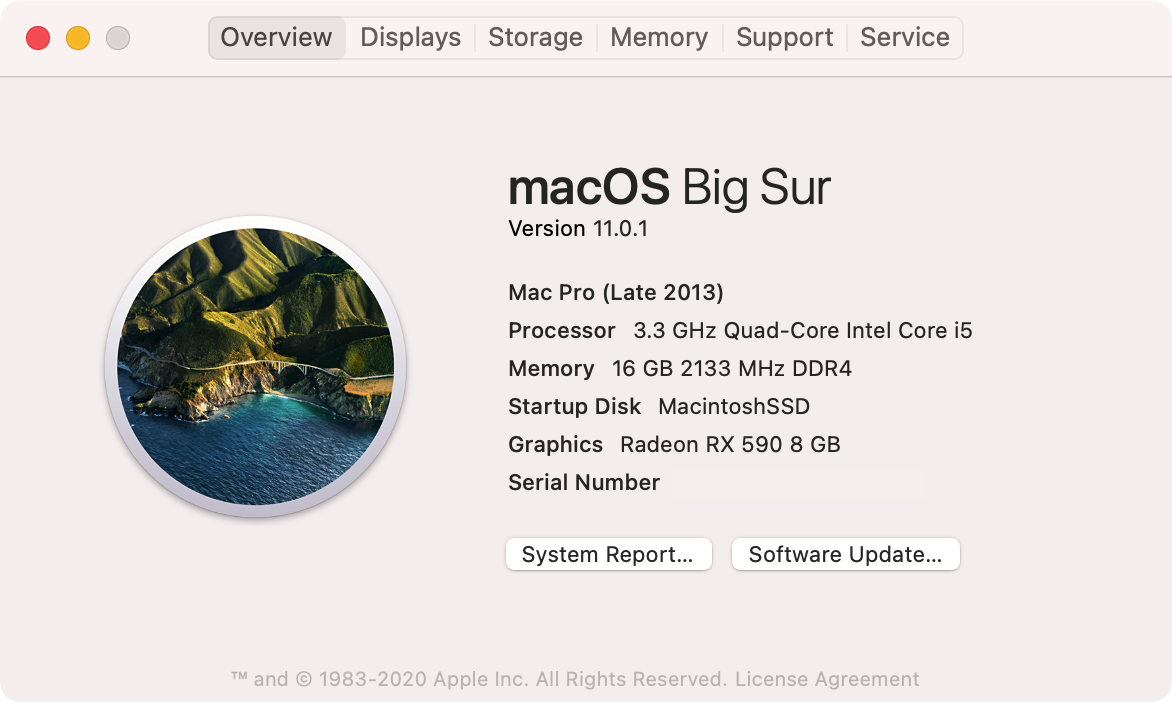 Overview Displays Storage Memory Support Service
macOS Big Sur
Version 11.0.1
Mac Pro (Late 2013)
Processor 3.3 GHz Quad-Core Intel Core i5
Memory 16 GB 2133 MHz DDR4
Startup Disk MacintoshSSD
Graphics Radeon RX 590 8 GB
Serial Number
System Report... Software Update...
™ and © 1983-2020 Apple Inc. All Rights Reserved. License Agreement